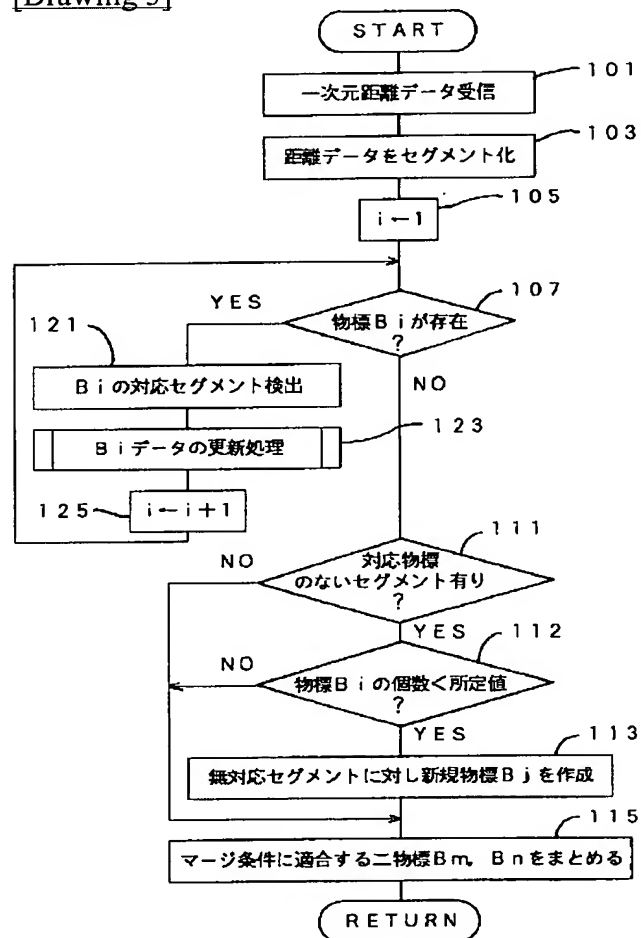 [Drawing 5]
START
101
一次元距離データ受信
103
距離データをセグメント化
105
i←1
107
YES
物標Biが存在
?
121
NO
Biの対応セグメント検出
123
Biデータの更新処理
125
i←i+1
111
NO
対応物標
のないセグメント有り
?
YES
112
NO
物標Biの個数く所定値
?
YES
113
無対応セグメントに対し新規物標Bjを作成
115
マージ条件に適合する二物標Bm,Bnをまとめる
RETURN